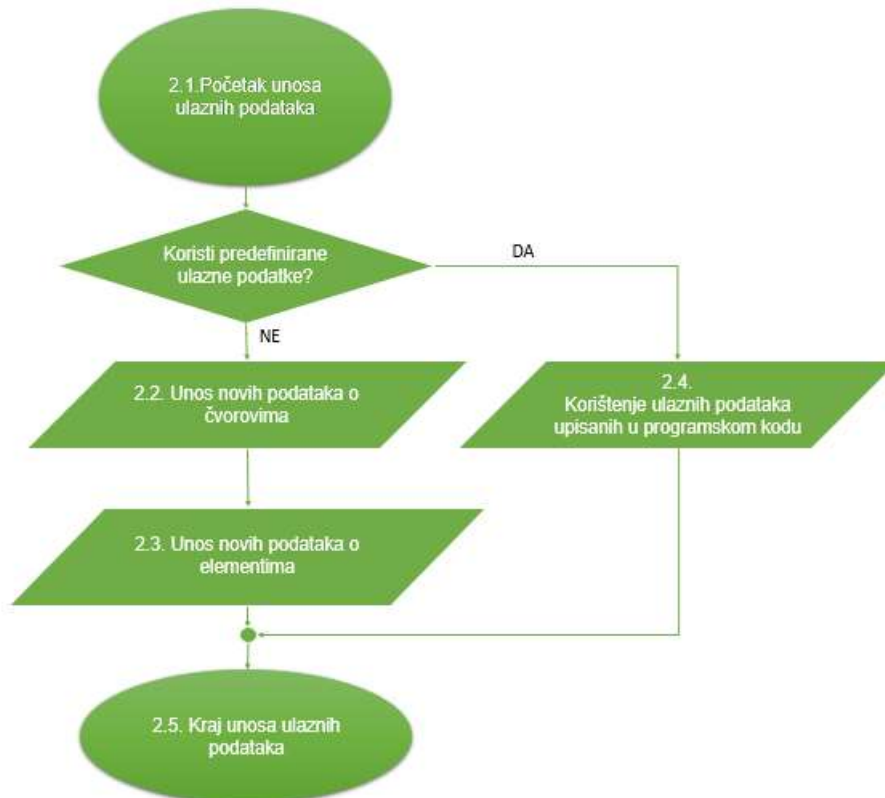 2.1.Početak unosa
ulaznih podataka
Koristi predefinirane
ulazne podatke?
DA
NE
2.2. Unos novih podataka o
čvorovima
2.4.
Korištenje ulaznih podataka
upisanih u programskom kodu
2.3. Unos novih podataka o
elementima
2.5. Kraj unosa ulaznih
podataka